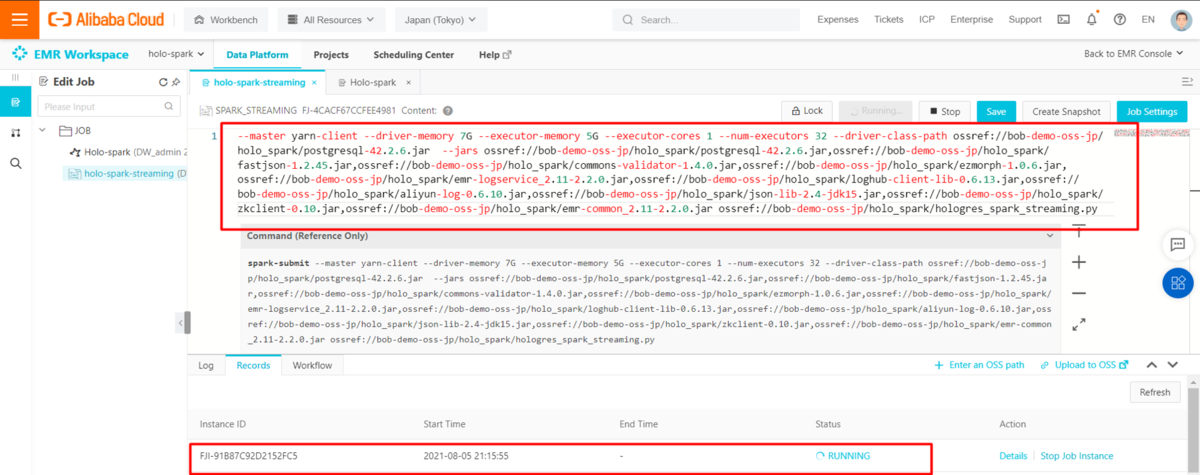 Alibaba Cloud Workbench All Resources Japan (Tokyo) Search... Expenses Tickets ICP Enterprise Support EN
EMR Workspace holo-spark Data Platform Projects Scheduling Center Help Back to EMR Console
Edit Job holo-spark-streaming × Holo-spark ×
Please Input SPARK_STREAMING FJ-4CACF67CCFEE4981 Content: Lock Running... Stop Save Create Snapshot Job Settings
JOB
Holo-spark (DW_admin 2
holo-spark-streaming (D
1 --master yarn-client --driver-memory 7G --executor-memory 5G --executor-cores 1 --num-executors 32 --driver-class-path ossref://bob-demo-oss-jp/
holo_spark/postgresql-42.2.6.jar  --jars ossref://bob-demo-oss-jp/holo_spark/postgresql-42.2.6.jar,ossref://bob-demo-oss-jp/holo_spark/
fastjson-1.2.45.jar,ossref://bob-demo-oss-jp/holo_spark/commons-validator-1.4.0.jar,ossref://bob-demo-oss-jp/holo_spark/ezmorph-1.0.6.jar,
ossref://bob-demo-oss-jp/holo_spark/emr-logservice_2.11-2.2.0.jar,ossref://bob-demo-oss-jp/holo_spark/loghub-client-lib-0.6.13.jar,ossref://
bob-demo-oss-jp/holo_spark/aliyun-log-0.6.10.jar,ossref://bob-demo-oss-jp/holo_spark/json-lib-2.4-jdk15.jar,ossref://bob-demo-oss-jp/holo_spark/
zkclient-0.10.jar,ossref://bob-demo-oss-jp/holo_spark/emr-common_2.11-2.2.0.jar ossref://bob-demo-oss-jp/holo_spark/hologres_spark_streaming.py
Command (Reference Only)
spark-submit --master yarn-client --driver-memory 7G --executor-memory 5G --executor-cores 1 --num-executors 32 --driver-class-path ossref://bob-demo-oss-j
p/holo_spark/postgresql-42.2.6.jar  --jars ossref://bob-demo-oss-jp/holo_spark/postgresql-42.2.6.jar,ossref://bob-demo-oss-jp/holo_spark/fastjson-1.2.45.ja
r,ossref://bob-demo-oss-jp/holo_spark/commons-validator-1.4.0.jar,ossref://bob-demo-oss-jp/holo_spark/ezmorph-1.0.6.jar,ossref://bob-demo-oss-jp/holo_spark/
emr-logservice_2.11-2.2.0.jar,ossref://bob-demo-oss-jp/holo_spark/loghub-client-lib-0.6.13.jar,ossref://bob-demo-oss-jp/holo_spark/aliyun-log-0.6.10.jar,oss
ref://bob-demo-oss-jp/holo_spark/json-lib-2.4-jdk15.jar,ossref://bob-demo-oss-jp/holo_spark/zkclient-0.10.jar,ossref://bob-demo-oss-jp/holo_spark/emr-common
_2.11-2.2.0.jar ossref://bob-demo-oss-jp/holo_spark/hologres_spark_streaming.py
Log Records Workflow Enter an OSS path Upload to OSS
Refresh
Instance ID Start Time End Time Status Action
FJI-91B87C92D2152FC5 2021-08-05 21:15:55 - RUNNING Details Stop Job Instance